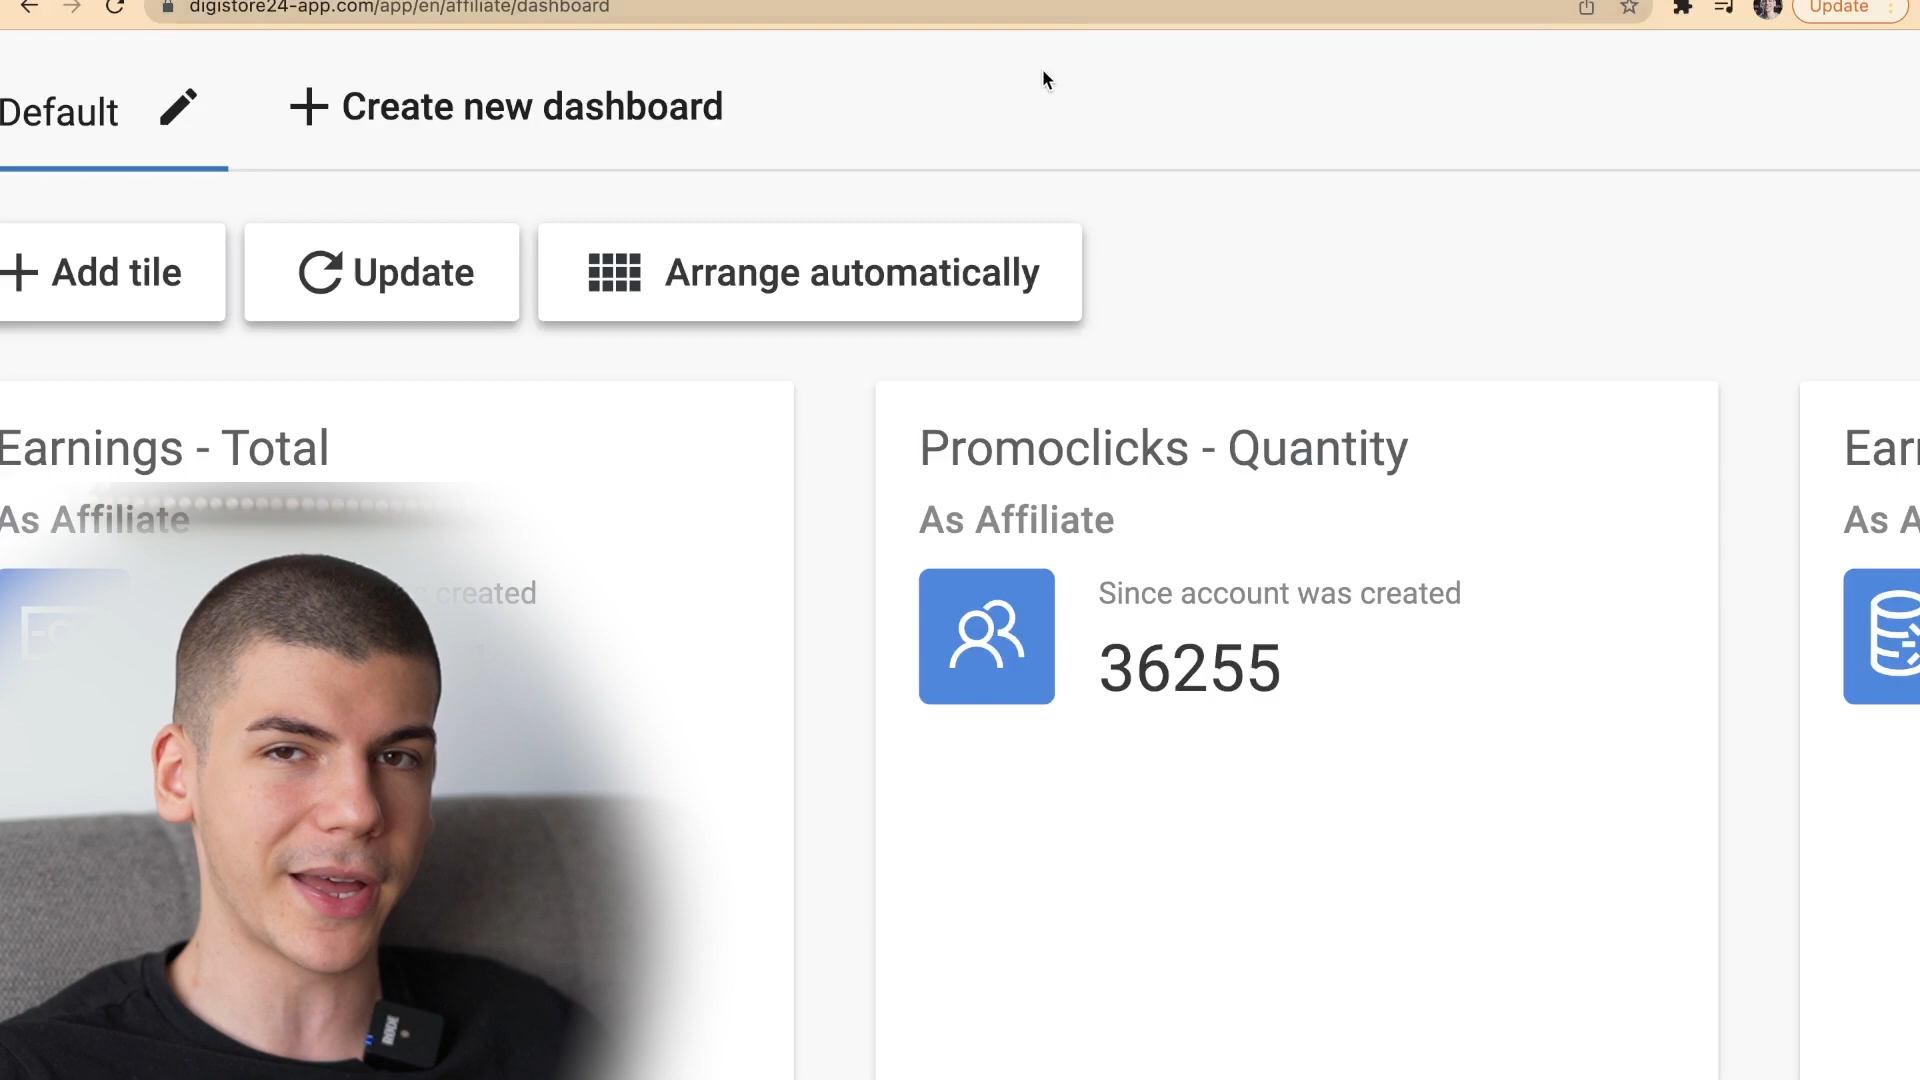 digistore24-app.com/app/en/affiliate/dashboard
Update
Default
Create new dashboard
Add tile
Update
Arrange automatically
Earnings - Total
As Affiliate
created
Promoclicks - Quantity
As Affiliate
Since account was created
36255
As
RØDE